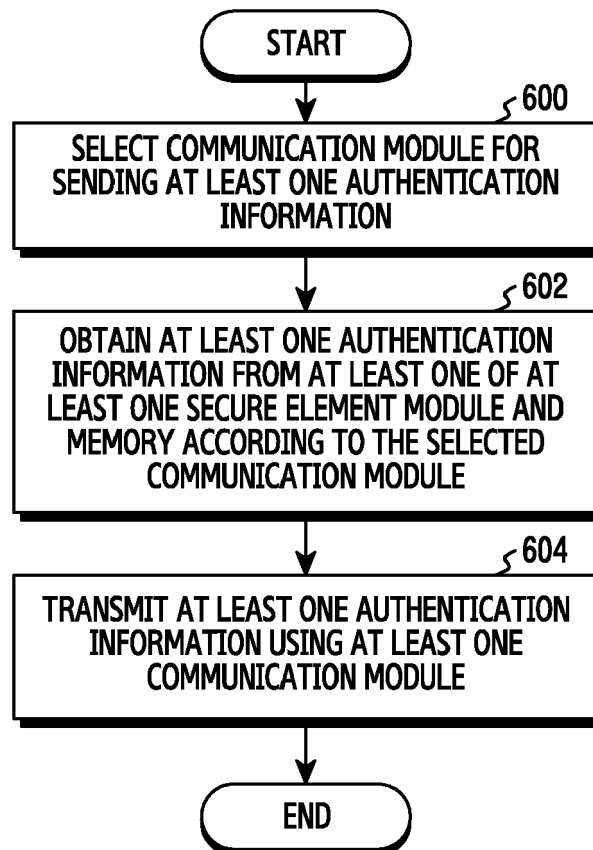 START
600
SELECT COMMUNICATION MODULE FOR
SENDING AT LEAST ONE AUTHENTICATION
INFORMATION
602
OBTAIN AT LEAST ONE AUTHENTICATION
INFORMATION FROM AT LEAST ONE OF AT
LEAST ONE SECURE ELEMENT MODULE AND
MEMORY ACCORDING TO THE SELECTED
COMMUNICATION MODULE
604
TRANSMIT AT LEAST ONE AUTHENTICATION
INFORMATION USING AT LEAST ONE
COMMUNICATION MODULE
END